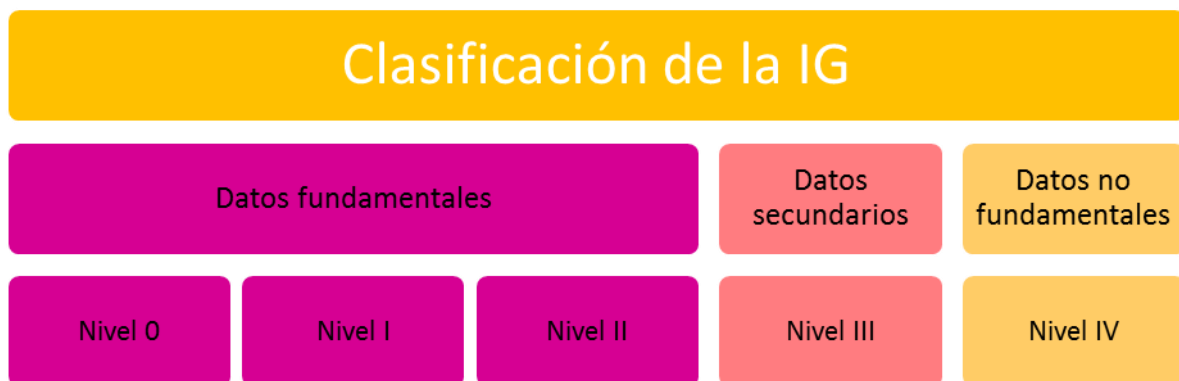 Clasificación de la IG
Datos fundamentales
Datos
secundarios
Datos no
fundamentales
Nivel 0
Nivel I
Nivel II
Nivel III
Nivel IV